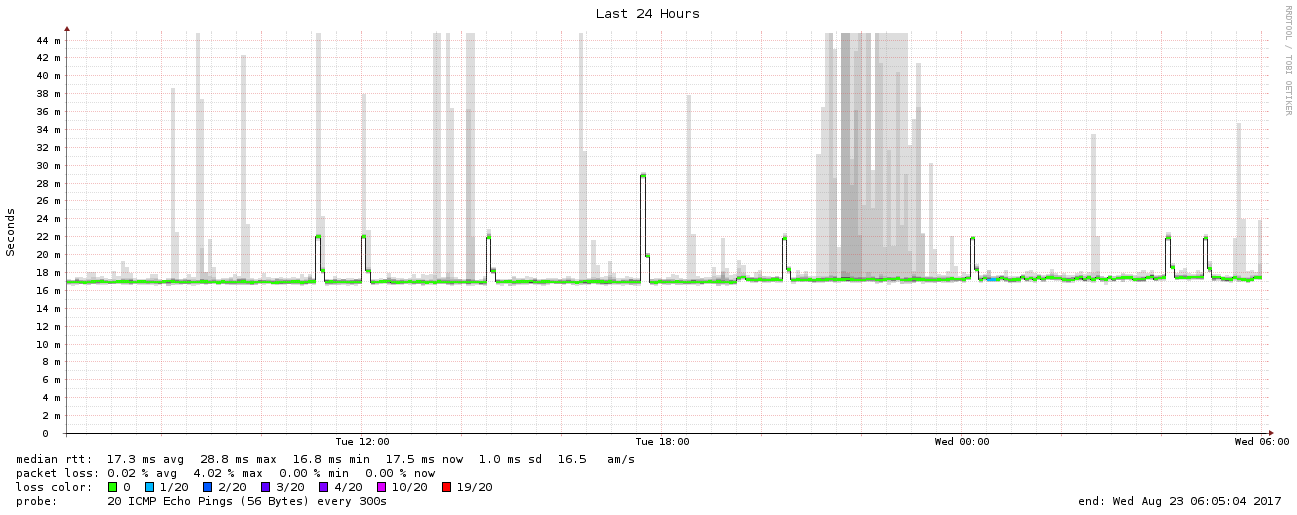 Last 24 Hours
RRDTOOL / TOBI OETIKER
Seconds
44 m
42 m
40 m
38 m
36 m
34 m
32 m
30 m
28 m
26 m
24 m
22 m
20 m
18 m
16 m
14 m
12 m
10 m
8 m
6 m
4 m
2 m
0
Tue 12:00 Tue 18:00 Wed 00:00 Wed 06:00
median rtt: 17.3 ms avg 28.8 ms max 16.8 ms min 17.5 ms now 1.0 ms sd 16.5 am/s
packet loss: 0.02 % avg 4.02 % max 0.00 % min 0.00 % now
loss color: 0 1/20 2/20 3/20 4/20 10/20 19/20
probe: 20 ICMP Echo Pings (56 Bytes) every 300s end: Wed Aug 23 06:05:04 2017